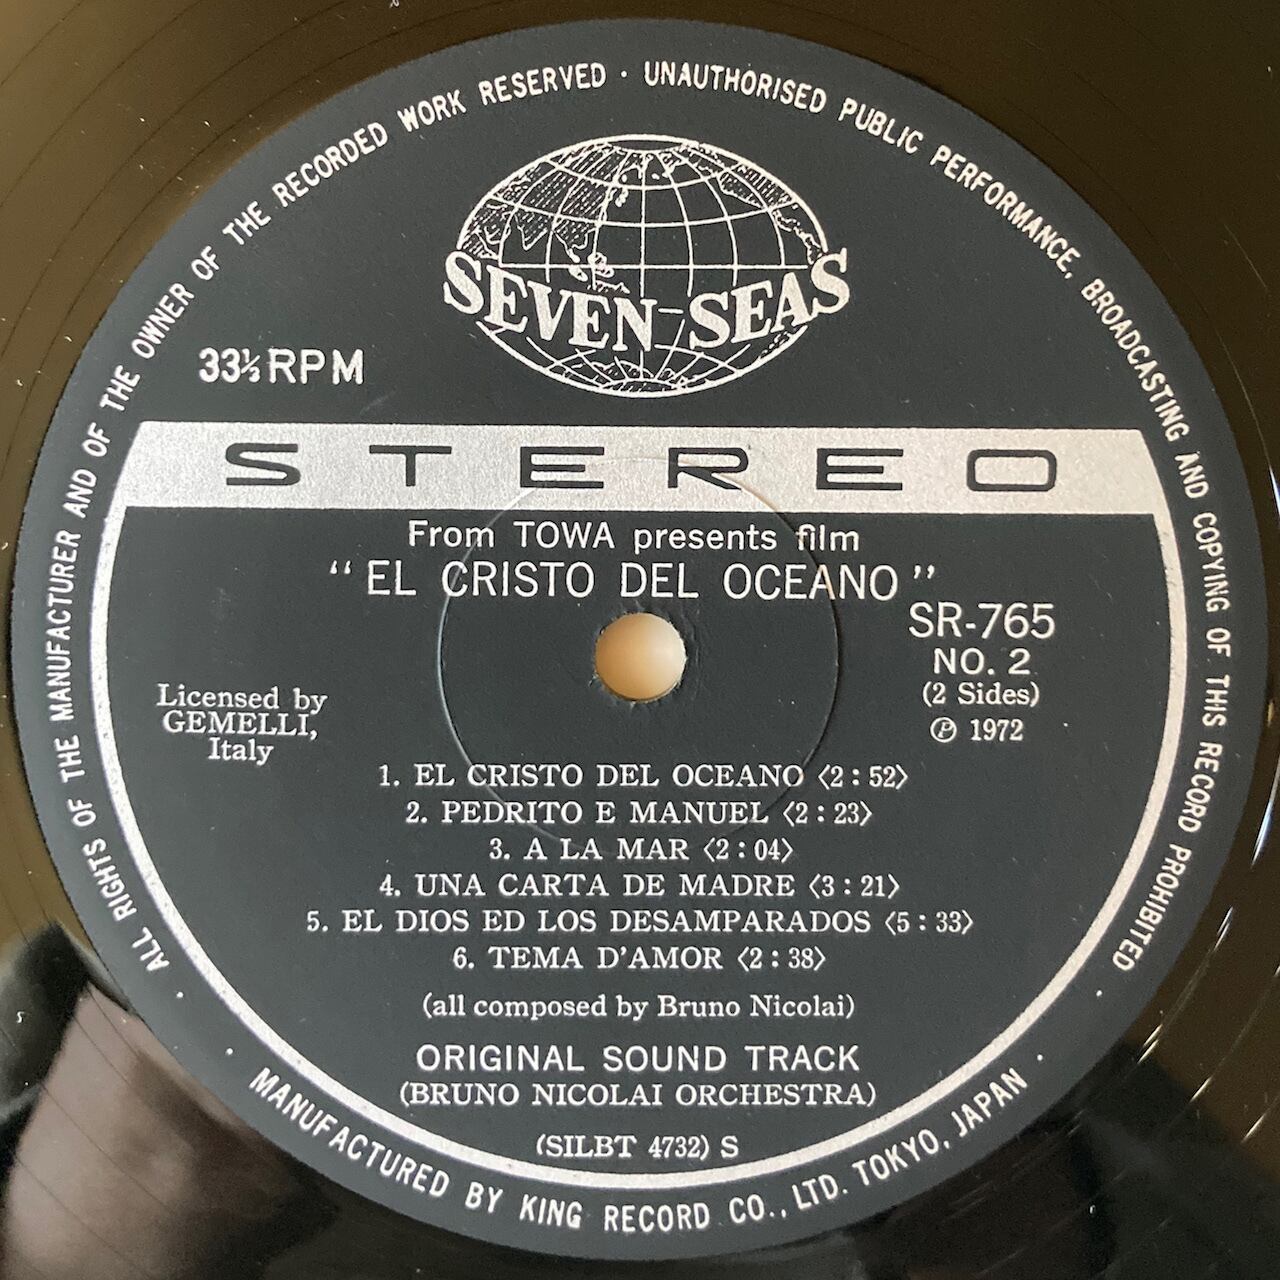 ALL RIGHTS OF THE MANUFACTURER AND OF THE OWNER OF THE RECORDED WORK RESERVED · UNAUTHORISED PUBLIC PERFORMANCE, BROADCASTING AND COPYING OF THIS RECORD PROHIBITED
SEVEN SEAS
33⅓ RPM
STEREO
From TOWA presents film
“EL CRISTO DEL OCEANO”
SR-765
NO. 2
(2 Sides)
℗ 1972
Licensed by
GEMELLI,
Italy
1. EL CRISTO DEL OCEANO 〈2:52〉
2. PEDRITO E MANUEL 〈2:23〉
3. A LA MAR 〈2:04〉
4. UNA CARTA DE MADRE 〈3:21〉
5. EL DIOS ED LOS DESAMPARADOS 〈5:33〉
6. TEMA D'AMOR 〈2:38〉
(all composed by Bruno Nicolai)
ORIGINAL SOUND TRACK
(BRUNO NICOLAI ORCHESTRA)
(SILBT 4732) S
· MANUFACTURED BY KING RECORD CO., LTD. TOKYO, JAPAN ·